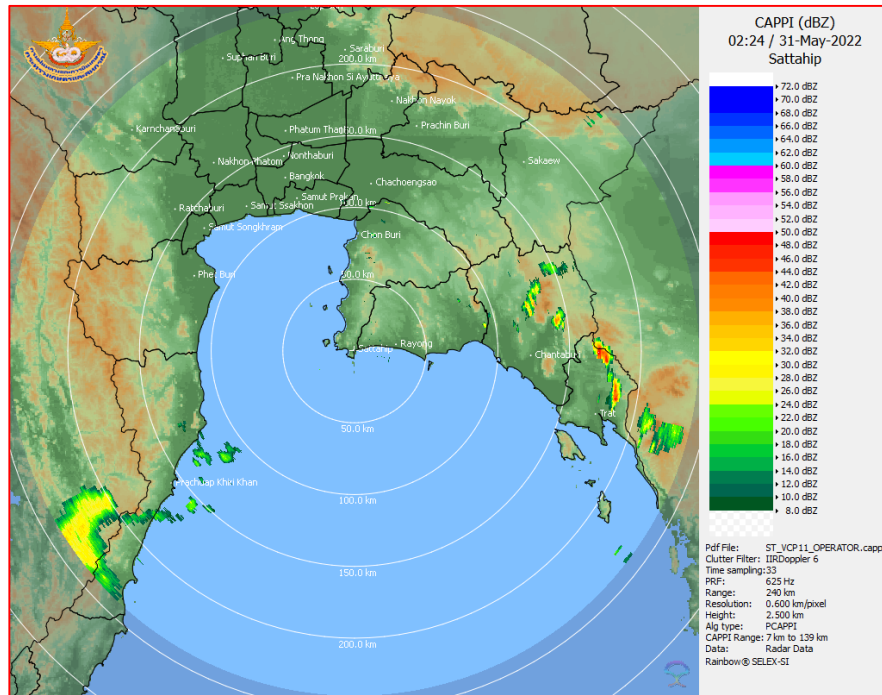 CAPPI (dBZ)
02:24 / 31-May-2022
Sattahip
72.0 dBZ
70.0 dBZ
68.0 dBZ
66.0 dBZ
64.0 dBZ
62.0 dBZ
60.0 dBZ
58.0 dBZ
56.0 dBZ
54.0 dBZ
52.0 dBZ
50.0 dBZ
48.0 dBZ
46.0 dBZ
44.0 dBZ
42.0 dBZ
40.0 dBZ
38.0 dBZ
36.0 dBZ
34.0 dBZ
32.0 dBZ
30.0 dBZ
28.0 dBZ
26.0 dBZ
24.0 dBZ
22.0 dBZ
20.0 dBZ
18.0 dBZ
16.0 dBZ
14.0 dBZ
12.0 dBZ
10.0 dBZ
8.0 dBZ
Pdf File: ST_VCP11_OPERATOR.capp
Clutter Filter: IIRDoppler 6
Time sampling:33
PRF: 625 Hz
Range: 240 km
Resolution: 0.600 km/pixel
Height: 2.500 km
Alg type: PCAPPI
CAPPI Range: 7 km to 139 km
Data: Radar Data
Rainbow® SELEX-SI
Ang Thong
Saraburi
Suphan Buri
200.0 km
Pra Nakhon Si Ayutthaya
Nakhon Nayok
Karnchanaburi
Phatum Thani
Prachin Buri
Nonthaburi
Nakhon Phatom
Sakaew
Bangkok
Chachoengsao
Samut Prakan
Ratchaburi
Samut Ssakhon
Samut Songkhram
Chon Buri
Rayong
Sattahip
Trat
50.0 km
100.0 km
Prachuap Khiri Khan
150.0 km
200.0 km